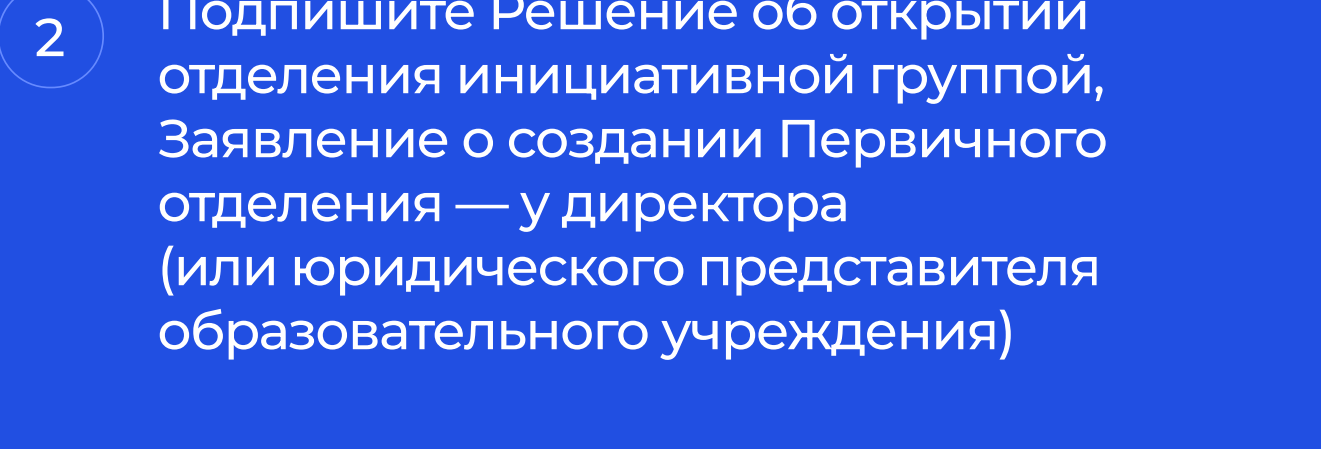 2
Подпишите Решение об открытии
отделения инициативной группой,
Заявление о создании Первичного
отделения — у директора
(или юридического представителя
образовательного учреждения)